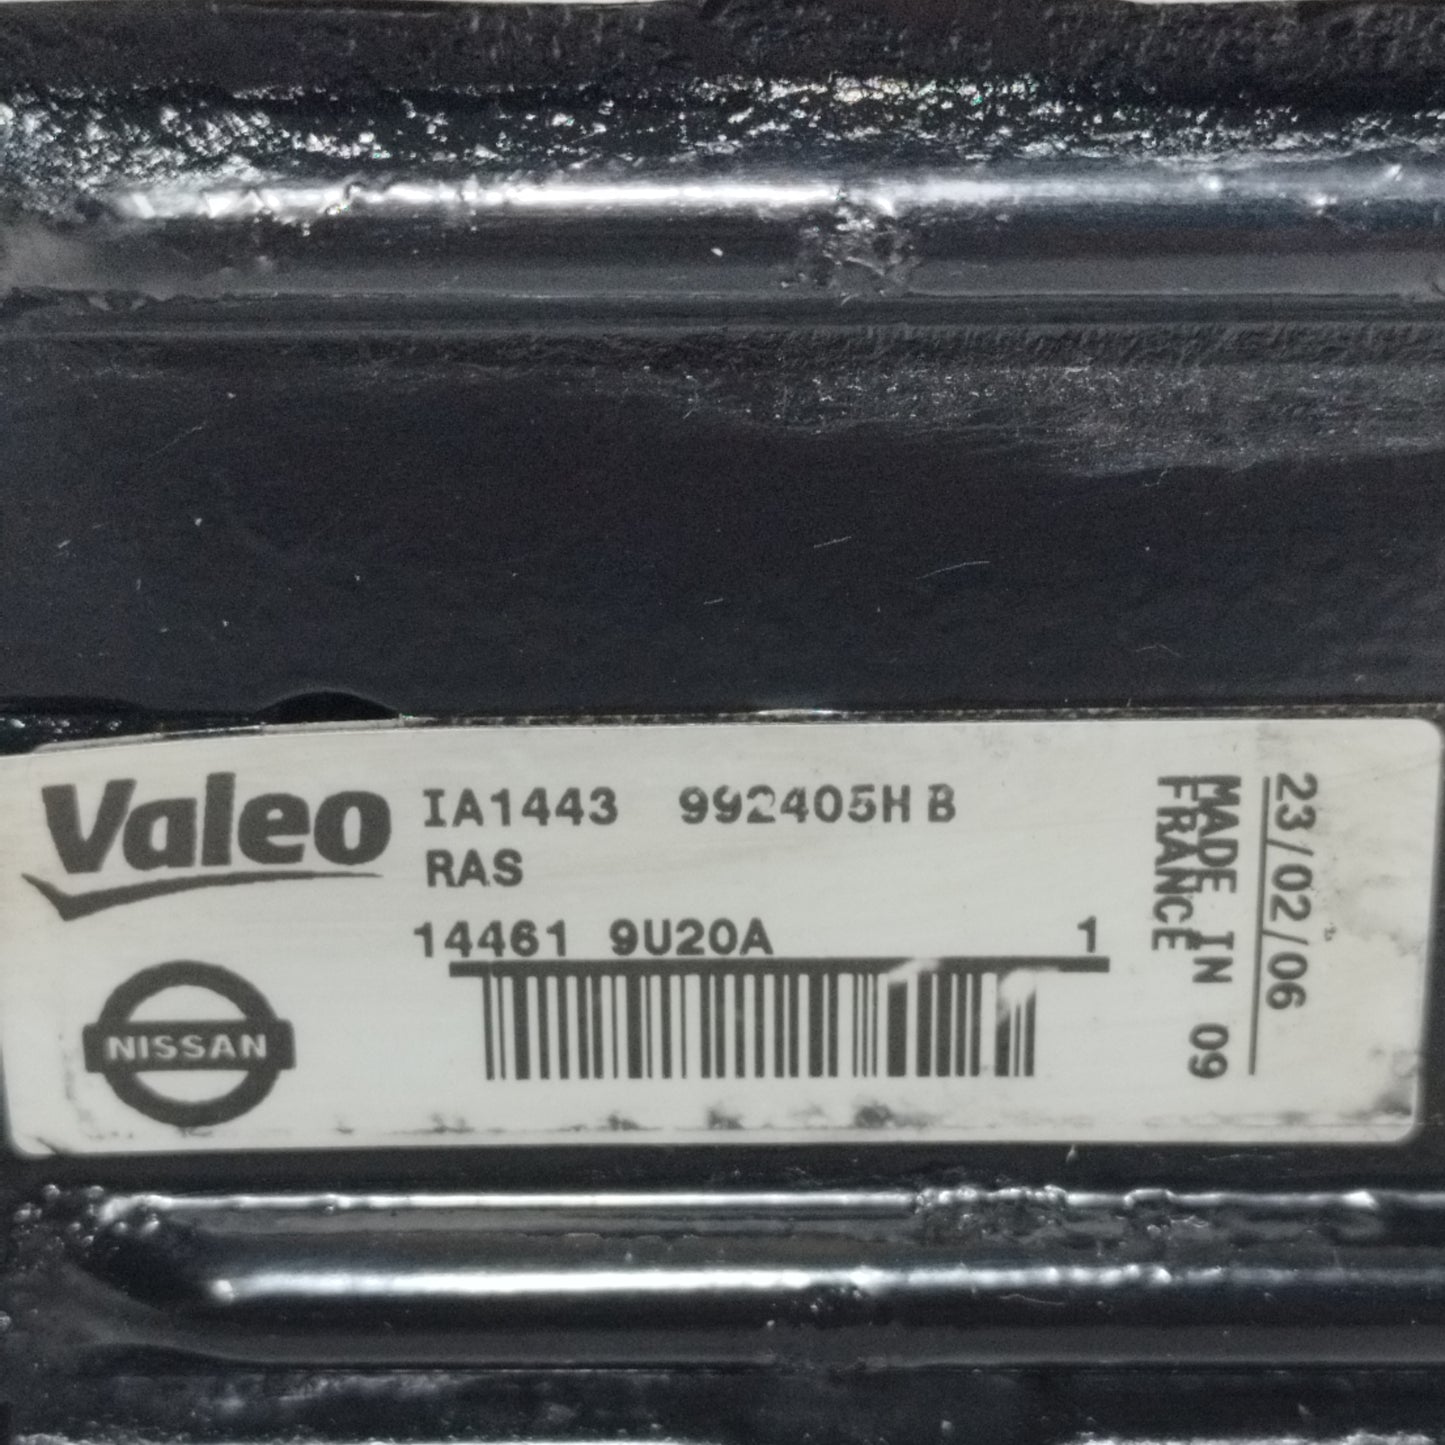 Valeo
IA1443 992405H B
RAS
14461 9U20A 1
NISSAN
23/02/06
MADE IN 09
FRANCE